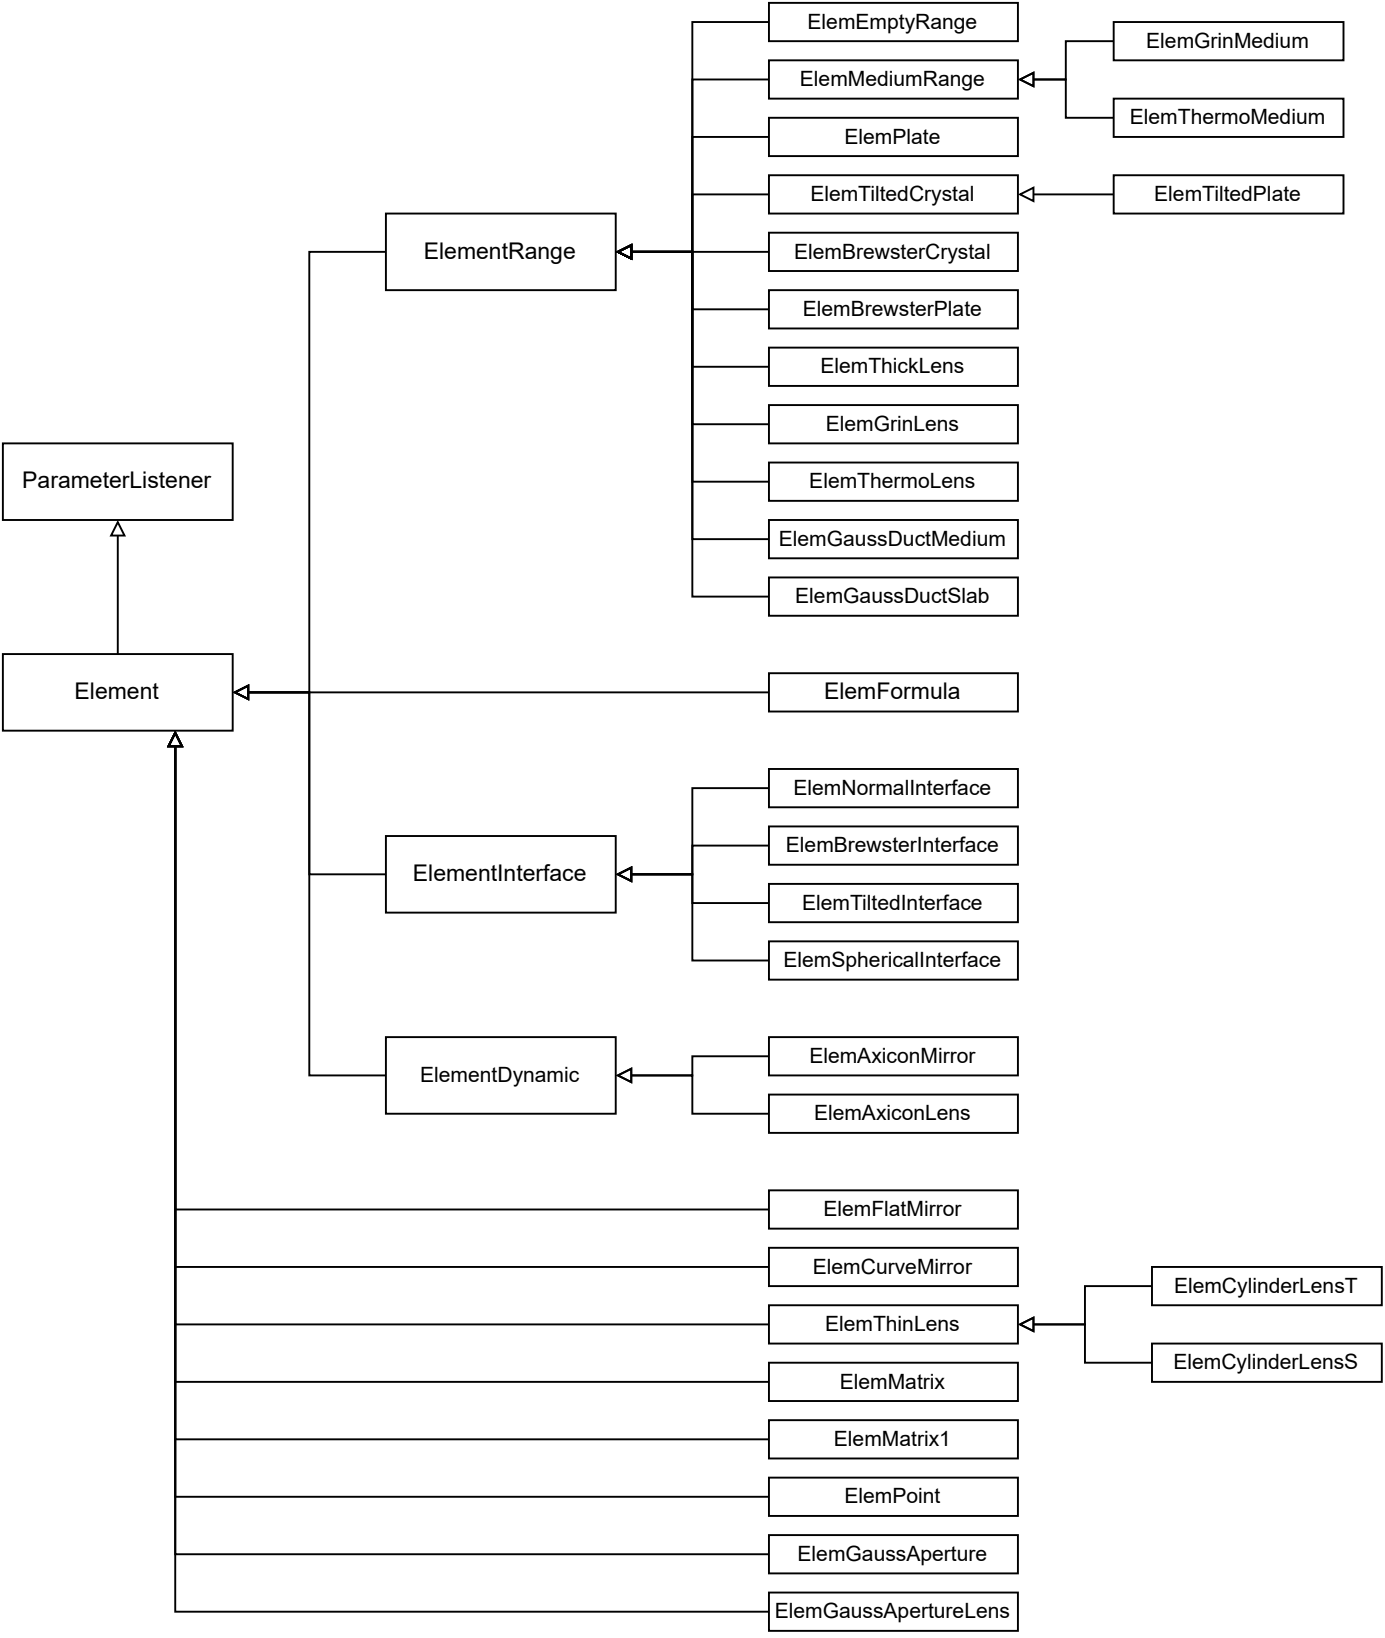 ElemEmptyRange
ElemGrinMedium
ElemMediumRange
ElemThermoMedium
ElemPlate
ElemTiltedCrystal
ElemTiltedPlate
ElementRange
ElemBrewsterCrystal
ElemBrewsterPlate
ElemThickLens
ElemGrinLens
ParameterListener
ElemThermoLens
ElemGaussDuctMedium
ElemGaussDuctSlab
Element
ElemFormula
ElemNormalInterface
ElemBrewsterInterface
ElementInterface
ElemTiltedInterface
ElemSphericalInterface
ElemAxiconMirror
ElementDynamic
ElemAxiconLens
ElemFlatMirror
ElemCurveMirror
ElemCylinderLensT
ElemThinLens
ElemCylinderLensS
ElemMatrix
ElemMatrix1
ElemPoint
ElemGaussAperture
ElemGaussApertureLens